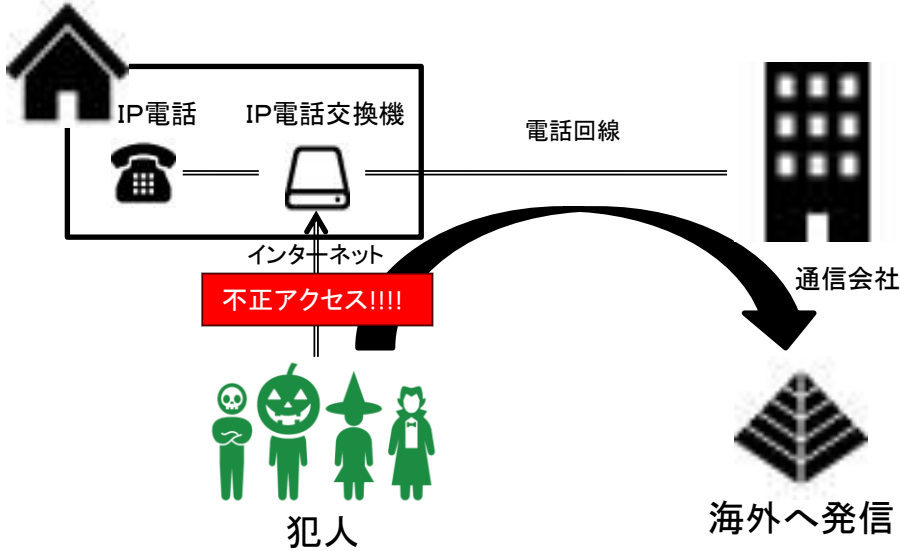 IP電話
IP電話交換機
電話回線
インターネット
通信会社
不正アクセス!!!!
犯人
海外へ発信